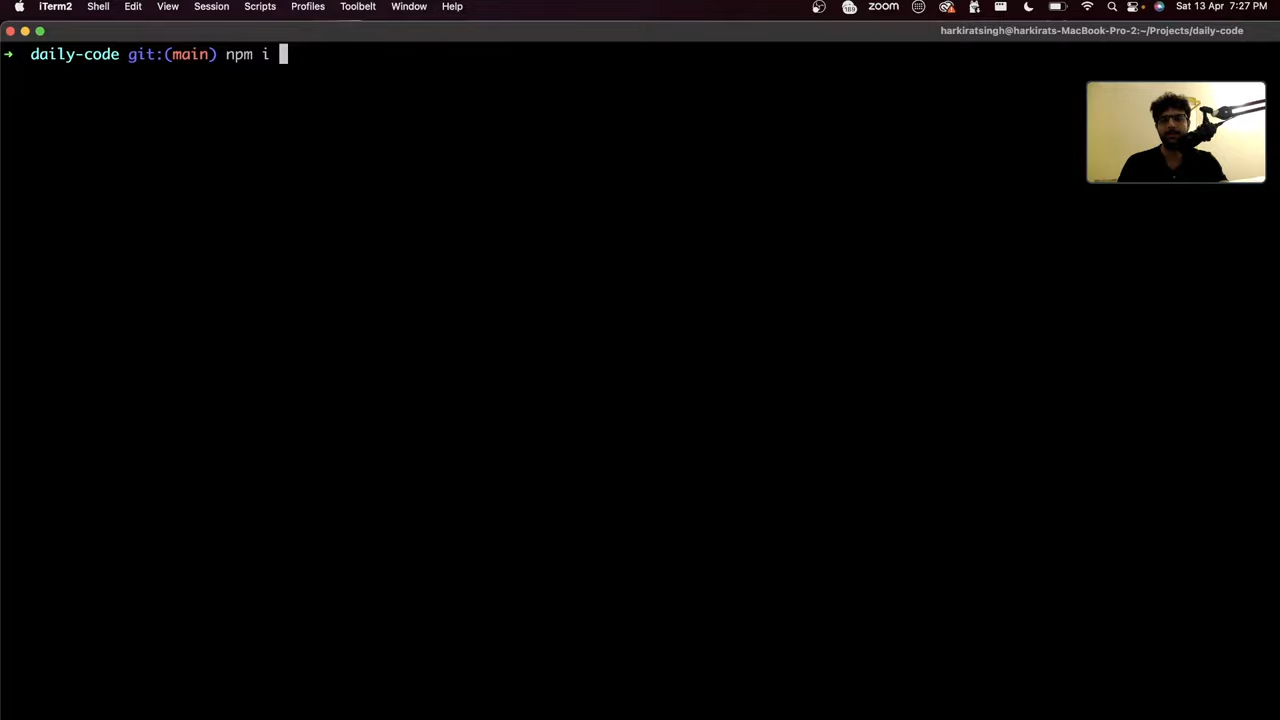 iTerm2 Shell Edit View Session Scripts Profiles Toolbelt Window Help 189 zoom Sat 13 Apr 7:27 PM
harkiratsingh@harkirats-MacBook-Pro-2:~/Projects/daily-code
➜ daily-code git:(main) npm i